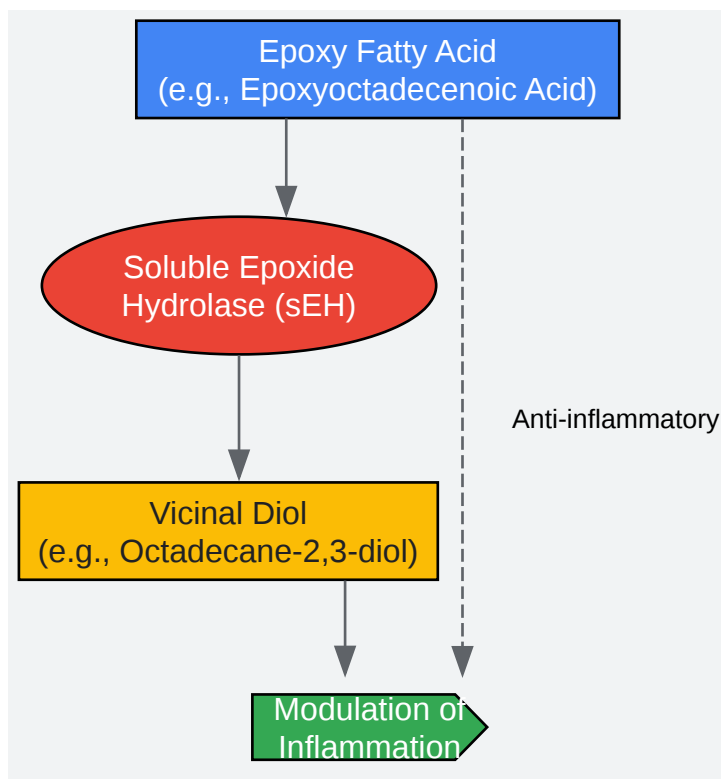 Epoxy Fatty Acid
(e.g., Epoxyoctadecenoic Acid)
Soluble Epoxide
Hydrolase (sEH)
Anti-inflammatory
Vicinal Diol
(e.g., Octadecane-2,3-diol)
Modulation of
Inflammation